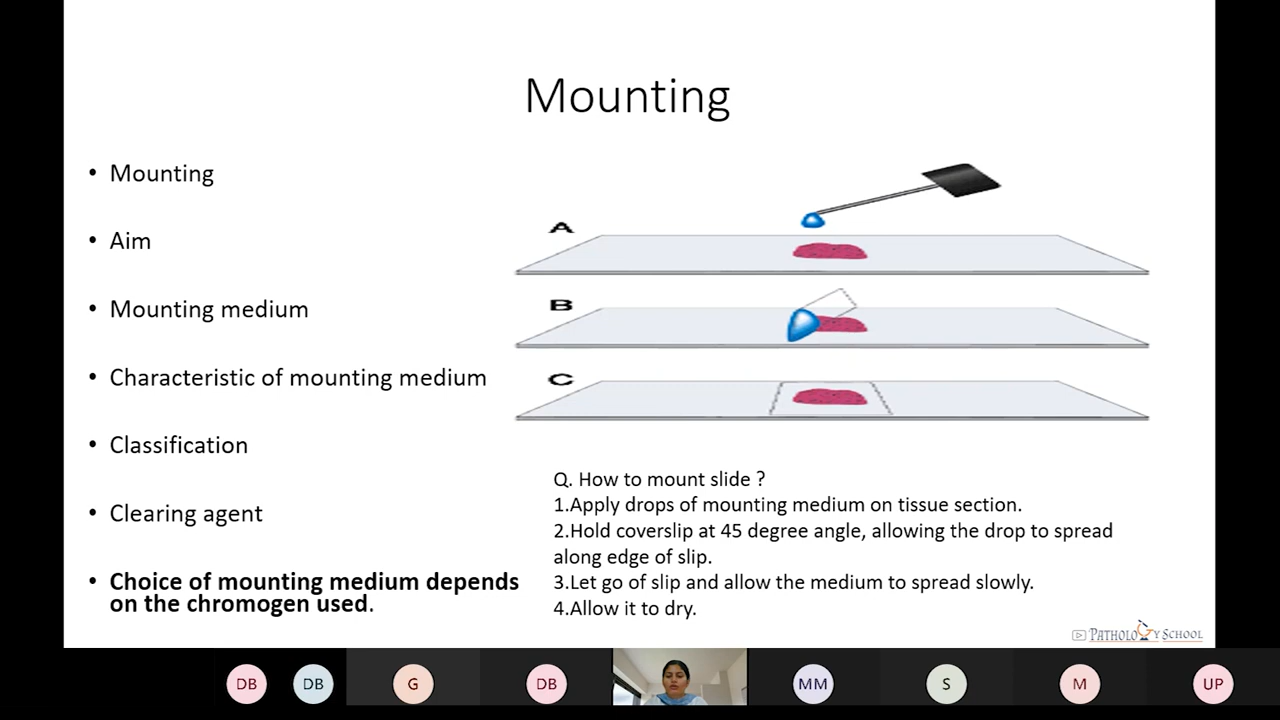 Mounting
• Mounting
• Aim
• Mounting medium
• Characteristic of mounting medium
• Classification
• Clearing agent
• Choice of mounting medium depends
on the chromogen used.
A
B
C
Q. How to mount slide ?
1.Apply drops of mounting medium on tissue section.
2.Hold coverslip at 45 degree angle, allowing the drop to spread
along edge of slip.
3.Let go of slip and allow the medium to spread slowly.
4.Allow it to dry.
PATHOLOGY SCHOOL
DB DB G DB MM S M UP